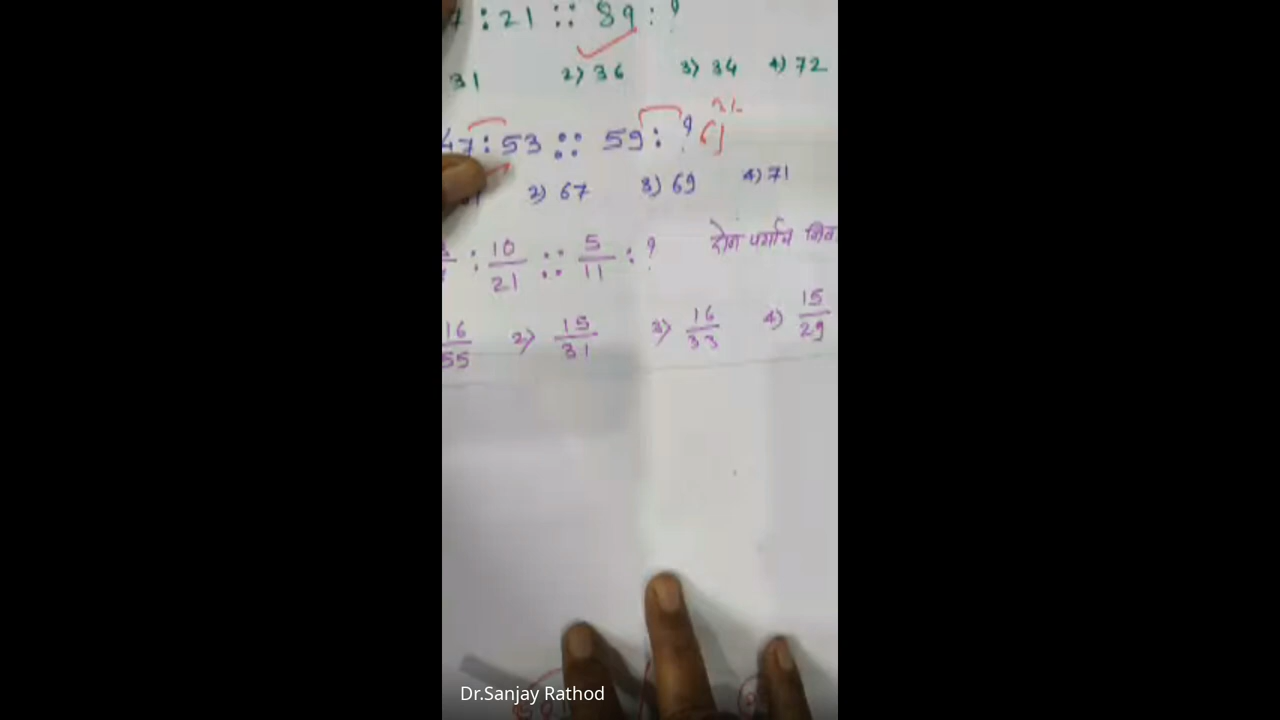 : 21 :: 89 : ?
31 2) 36 3) 34 4) 72
47 : 53 :: 59 : ? 61
2) 67 3) 69 4) 71
: 10/21 :: 5/11 : ? दोन पर्याय
16/55 2) 15/31 3) 16/33 4) 15/29
Dr.Sanjay Rathod